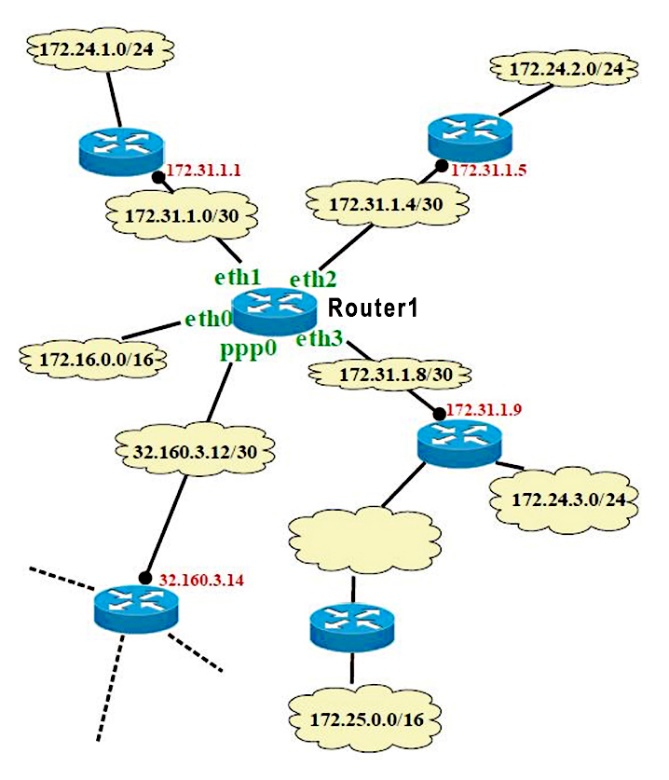 172.24.1.0/24
172.24.2.0/24
172.31.1.1
172.31.1.5
172.31.1.0/30
172.31.1.4/30
eth1
eth2
eth0
Router1
ppp0
eth3
172.16.0.0/16
172.31.1.8/30
172.31.1.9
32.160.3.12/30
172.24.3.0/24
32.160.3.14
172.25.0.0/16